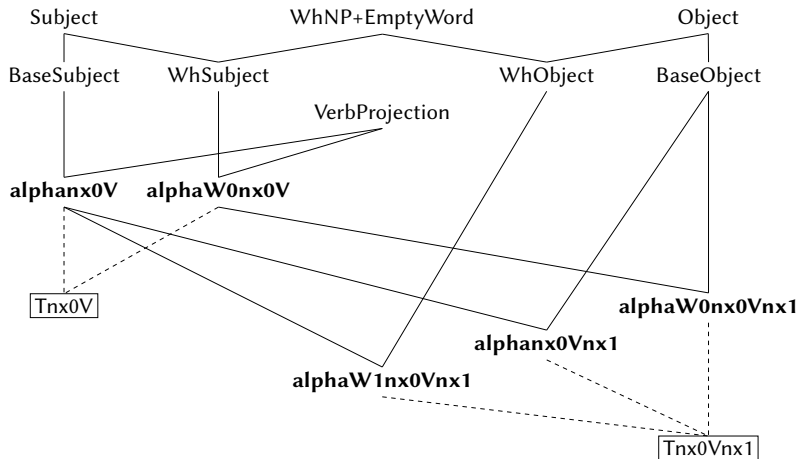 Subject WhNP+EmptyWord Object
BaseSubject WhSubject WhObject BaseObject
VerbProjection
alphanx0V alphaW0nx0V
Tnx0V
alphaW0nx0Vnx1
alphanx0Vnx1
alphaW1nx0Vnx1
Tnx0Vnx1